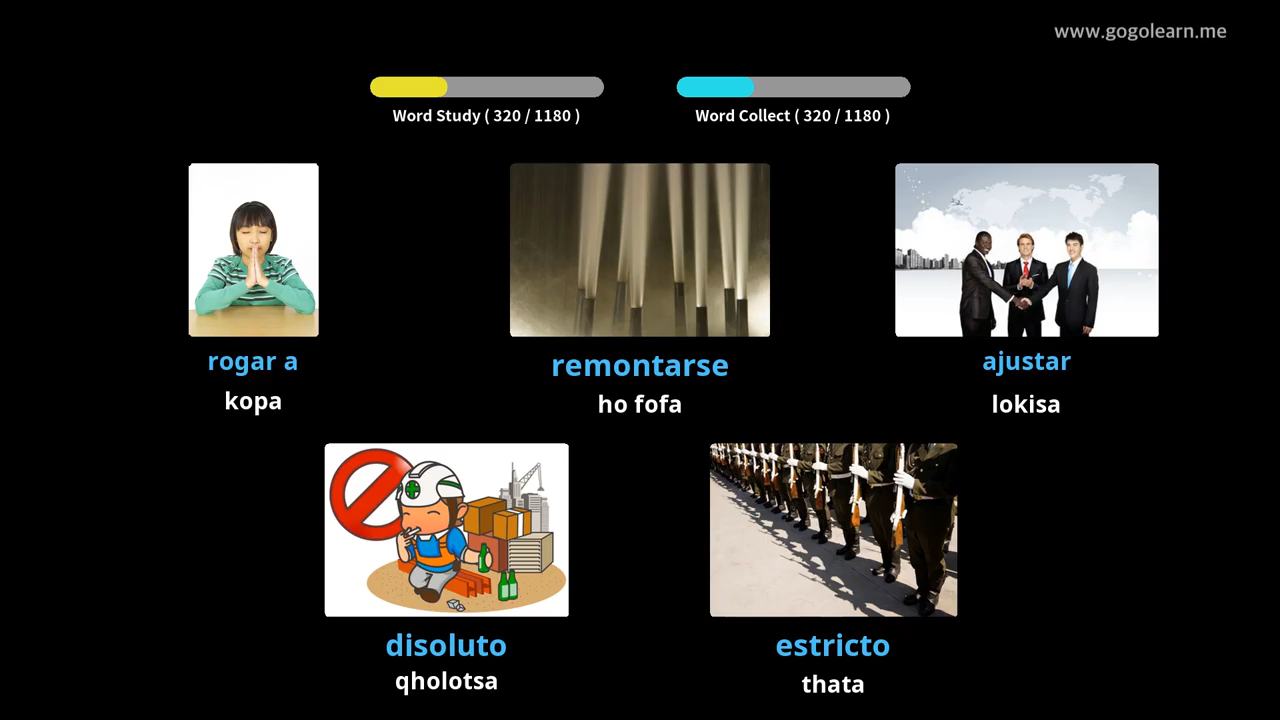 www.gogolearn.me
Word Study ( 320 / 1180 )
Word Collect ( 320 / 1180 )
rogar a
kopa
remontarse
ho fofa
ajustar
lokisa
disoluto
qholotsa
estricto
thata